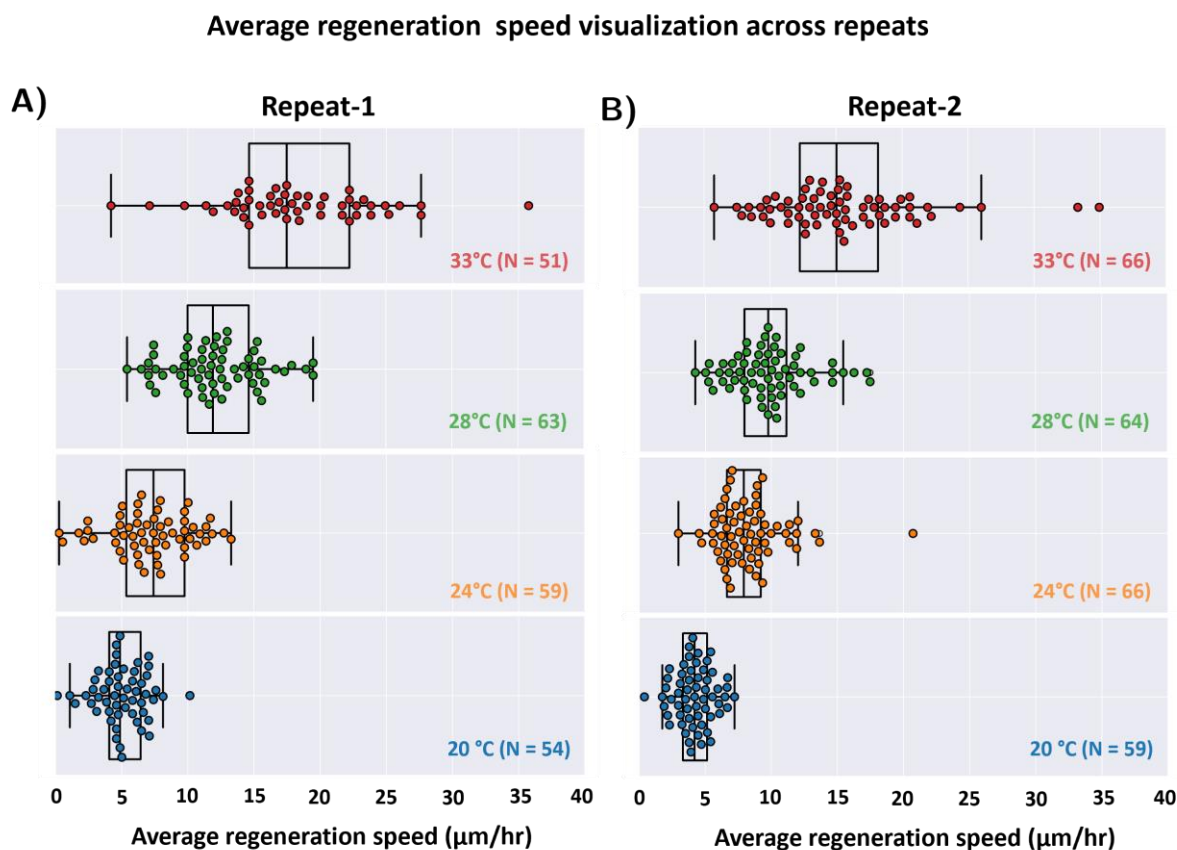 Average regeneration  speed visualization across repeats
A)
Repeat-1
33°C (N = 51)
28°C (N = 63)
24°C (N = 59)
20 °C (N = 54)
0 5 10 15 20 25 30 35 40
Average regeneration speed (μm/hr)
B)
Repeat-2
33°C (N = 66)
28°C (N = 64)
24°C (N = 66)
20 °C (N = 59)
0 5 10 15 20 25 30 35 40
Average regeneration speed (μm/hr)